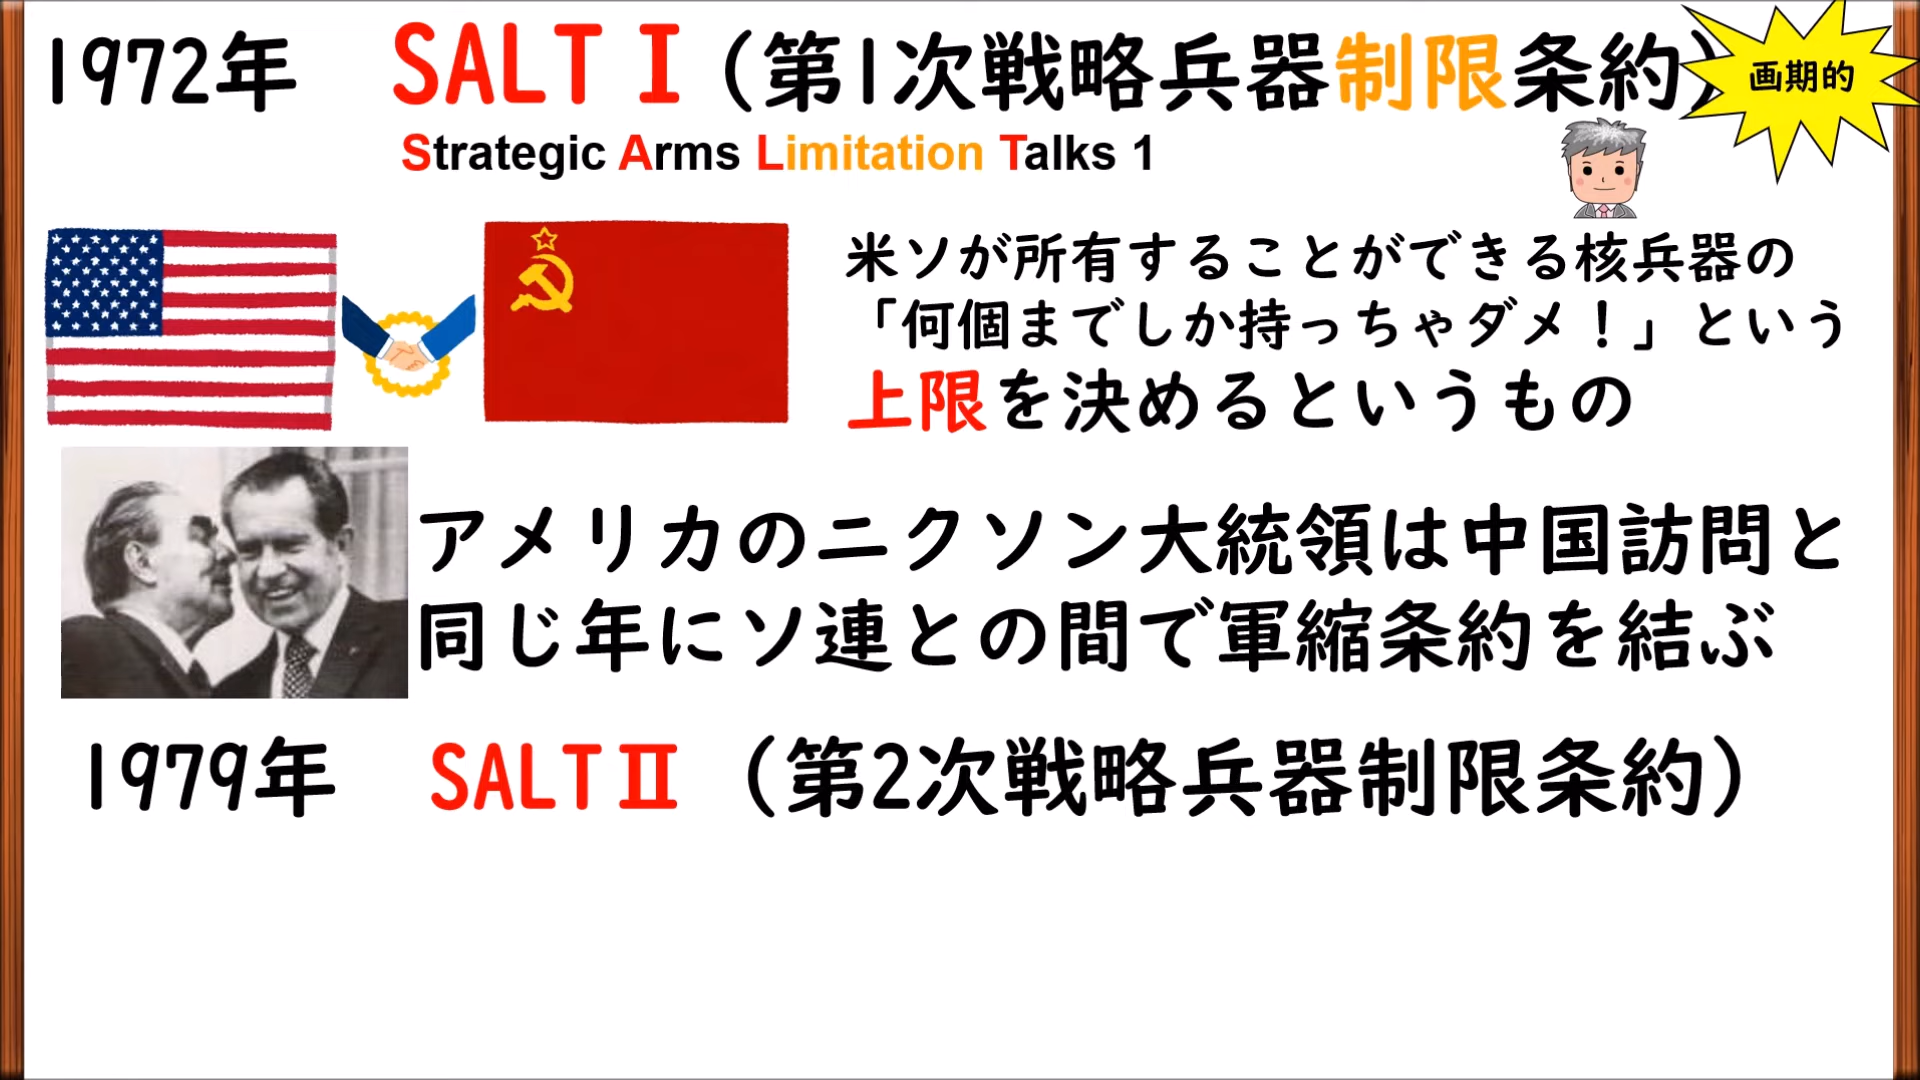 1972年 SALTⅠ(第1次戦略兵器制限条約)
画期的
Strategic Arms Limitation Talks 1
米ソが所有することができる核兵器の
「何個までしか持っちゃダメ!」という
上限を決めるというもの
アメリカのニクソン大統領は中国訪問と
同じ年にソ連との間で軍縮条約を結ぶ
1979年 SALTⅡ(第2次戦略兵器制限条約)